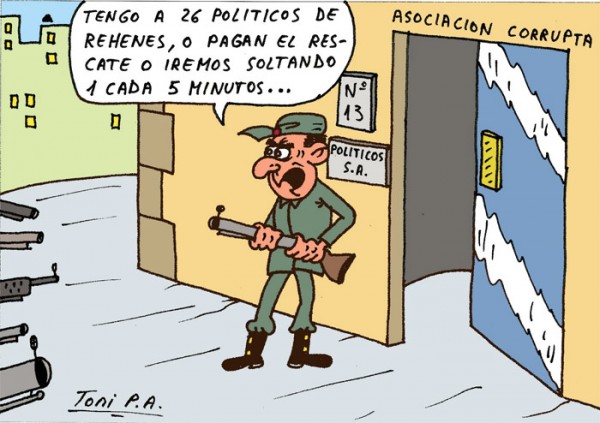 TENGO A 26 POLITICOS DE
REHENES, O PAGAN EL RES-
CATE O IREMOS SOLTANDO
1 CADA 5 MINUTOS...
ASOCIACION CORRUPTA
Nº
13
POLITICOS
S.A.
Toni P.A.